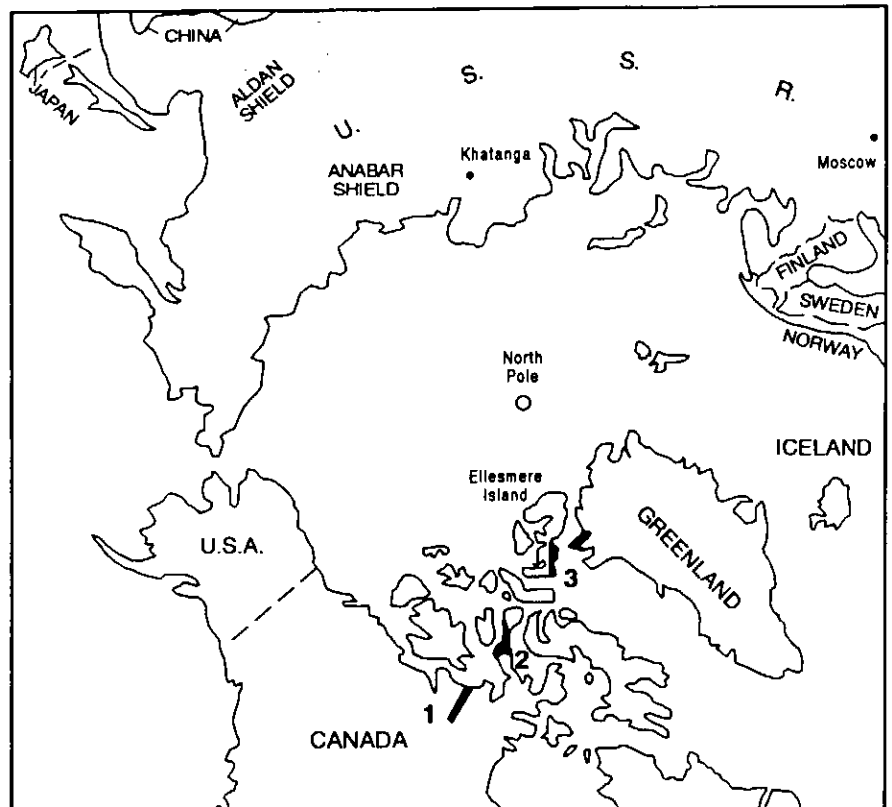 CHINA
JAPAN
ALDAN
SHIELD
U. S. S. R.
ANABAR
SHIELD
Khatanga
Moscow
FINLAND
SWEDEN
NORWAY
North
Pole
ICELAND
Ellesmere
Island
U.S.A.
GREENLAND
3
2
1
CANADA